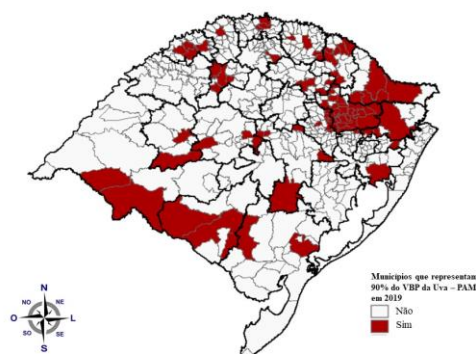 Municípios que representam
90% do VBP da Uva – PAM
em 2019
Não
Sim
N
NO
NE
O
L
SO
SE
S